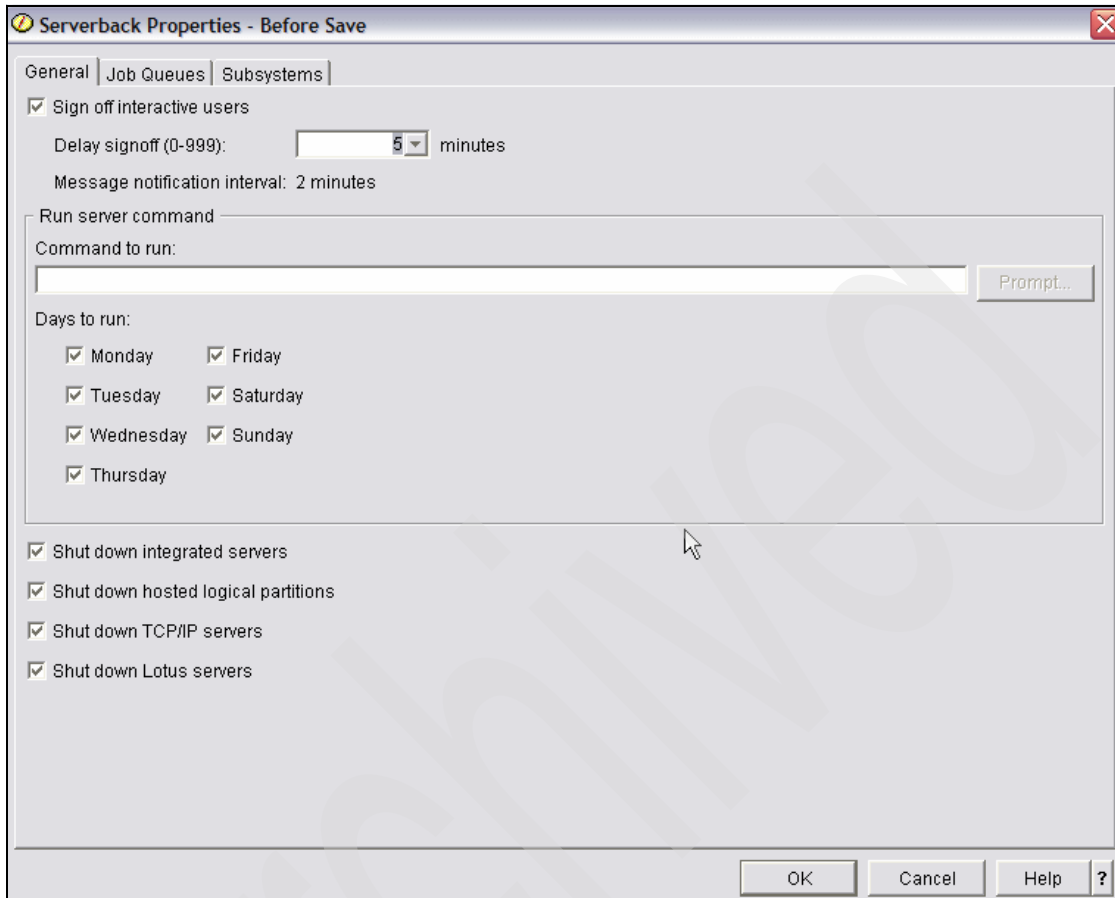 Serverback Properties - Before Save
General Job Queues Subsystems
Sign off interactive users
Delay signoff (0-999): 5 minutes
Message notification interval: 2 minutes
Run server command
Command to run:
Prompt...
Days to run:
Monday Friday
Tuesday Saturday
Wednesday Sunday
Thursday
Shut down integrated servers
Shut down hosted logical partitions
Shut down TCP/IP servers
Shut down Lotus servers
OK Cancel Help ?